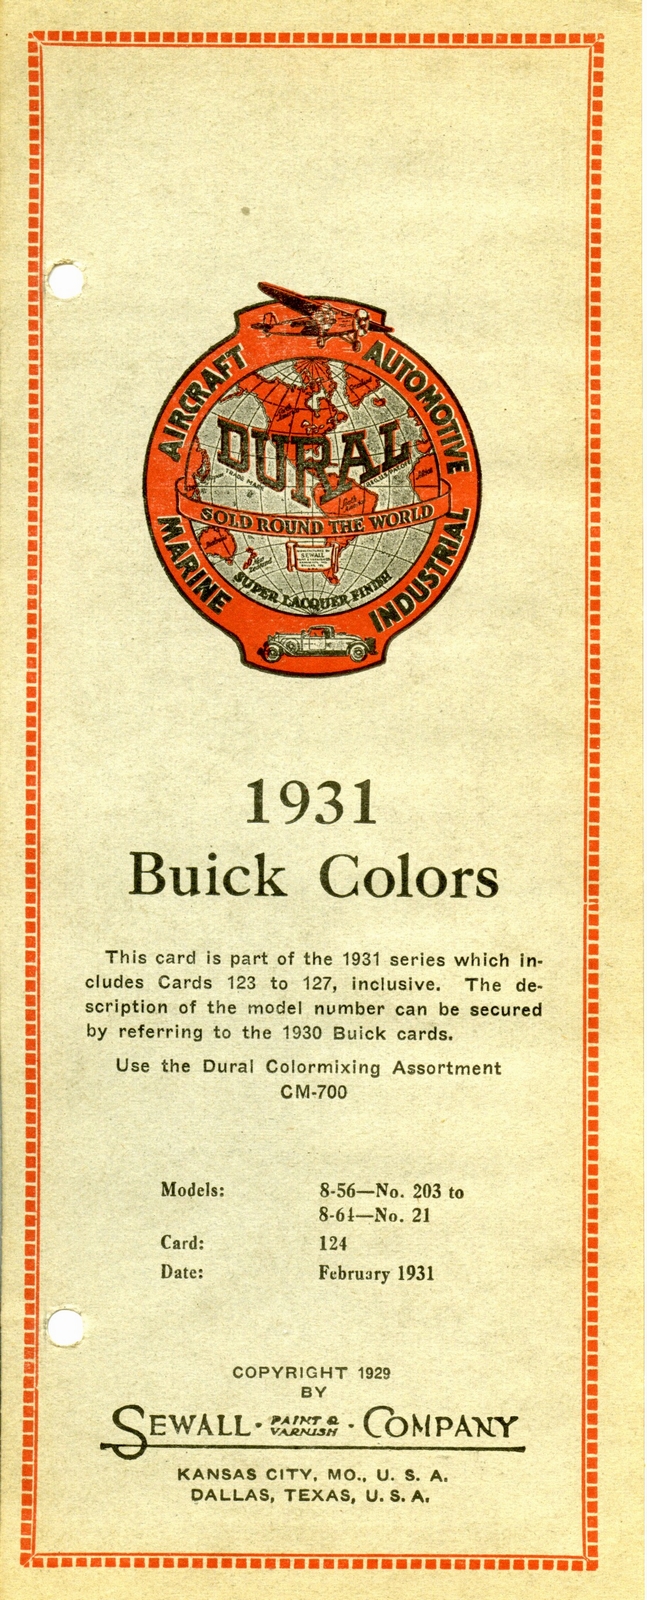 AIRCRAFT
AUTOMOTIVE
DURAL
TRADE MARK
SOLD ROUND THE WORLD
SEWALL
SUPER LACQUER FINISH
MARINE
INDUSTRIAL
1931
Buick Colors
This card is part of the 1931 series which in-
cludes Cards 123 to 127, inclusive. The de-
scription of the model number can be secured
by referring to the 1930 Buick cards.
Use the Dural Colormixing Assortment
CM-700
Models: 8-56—No. 203 to
8-61—No. 21
Card: 124
Date: February 1931
COPYRIGHT 1929
BY
SEWALL · PAINT & VARNISH · COMPANY
KANSAS CITY, MO., U. S. A.
DALLAS, TEXAS, U. S. A.